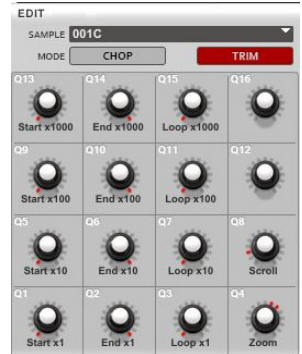 EDIT
SAMPLE 001C
MODE CHOP TRIM
Q13 Q14 Q15 Q16
Start x1000 End x1000 Loop x1000
Q9 Q10 Q11 Q12
Start x100 End x100 Loop x100
Q5 Q6 Q7 Q8
Start x10 End x10 Loop x10 Scroll
Q1 Q2 Q3 Q4
Start x1 End x1 Loop x1 Zoom